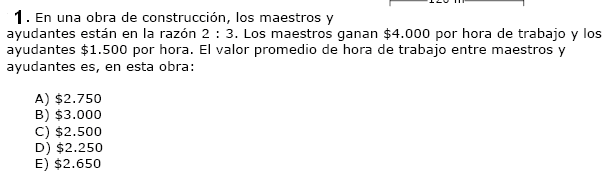 1. En una obra de construcción, los maestros y
ayudantes están en la razón 2 : 3. Los maestros ganan $4.000 por hora de trabajo y los
ayudantes $1.500 por hora. El valor promedio de hora de trabajo entre maestros y
ayudantes es, en esta obra:
A) $2.750
B) $3.000
C) $2.500
D) $2.250
E) $2.650